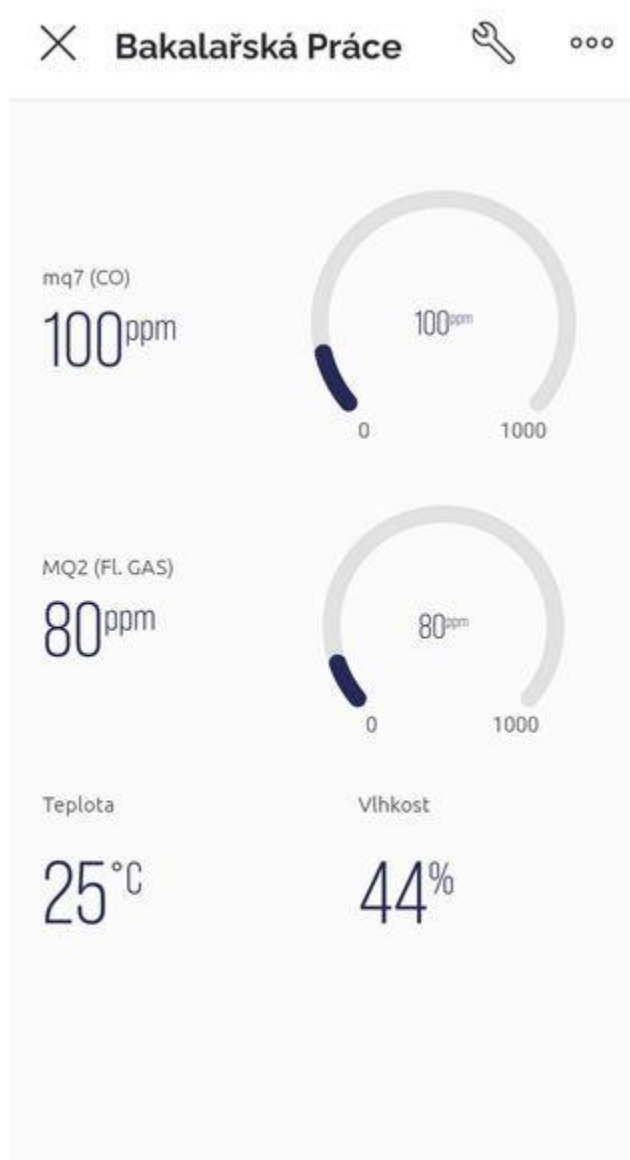 Bakalařská Práce
mq7 (CO)
100ppm
100ppm
0 1000
MQ2 (Fl. GAS)
80ppm
80ppm
0 1000
Teplota Vlhkost
25°C 44%